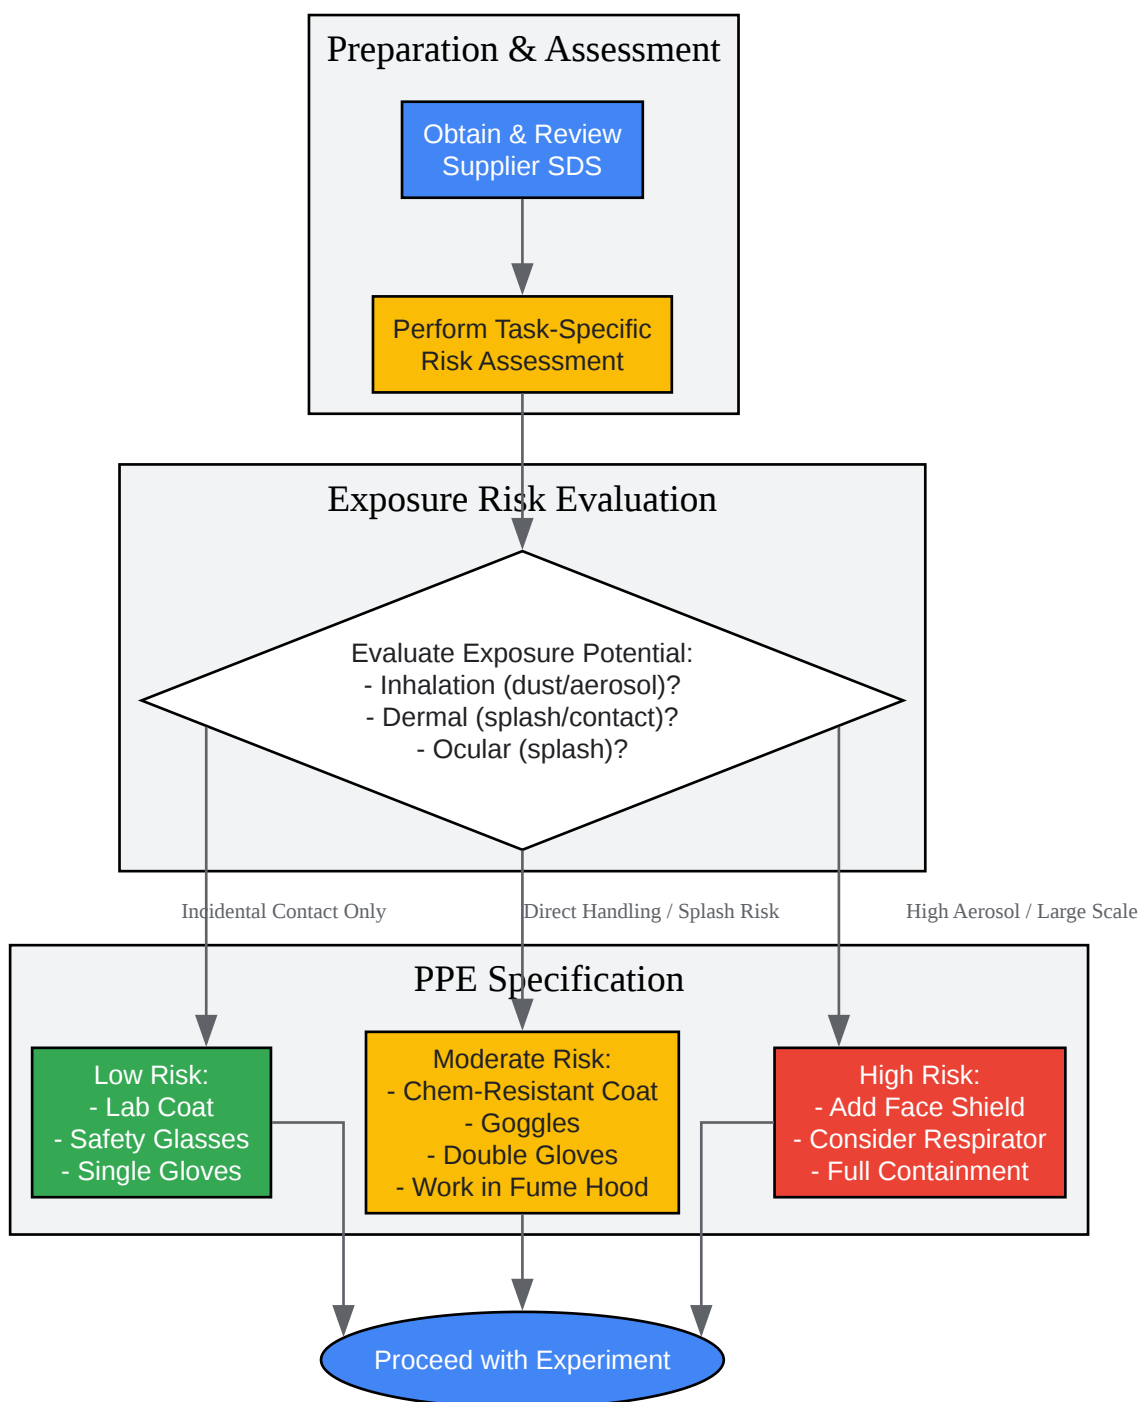 Preparation & Assessment
Obtain & Review
Supplier SDS
Perform Task-Specific
Risk Assessment
Exposure Risk Evaluation
Evaluate Exposure Potential:
- Inhalation (dust/aerosol)?
- Dermal (splash/contact)?
- Ocular (splash)?
Incidental Contact Only
Direct Handling / Splash Risk
High Aerosol / Large Scale
PPE Specification
Low Risk:
- Lab Coat
- Safety Glasses
- Single Gloves
Moderate Risk:
- Chem-Resistant Coat
- Goggles
- Double Gloves
- Work in Fume Hood
High Risk:
- Add Face Shield
- Consider Respirator
- Full Containment
Proceed with Experiment